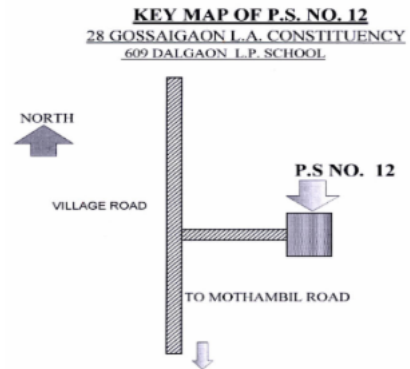 KEY MAP OF P.S. NO. 12
28 GOSSAIGAON L.A. CONSTITUENCY
609 DALGAON L.P. SCHOOL
NORTH
P.S NO. 12
VILLAGE ROAD
TO MOTHAMBIL ROAD